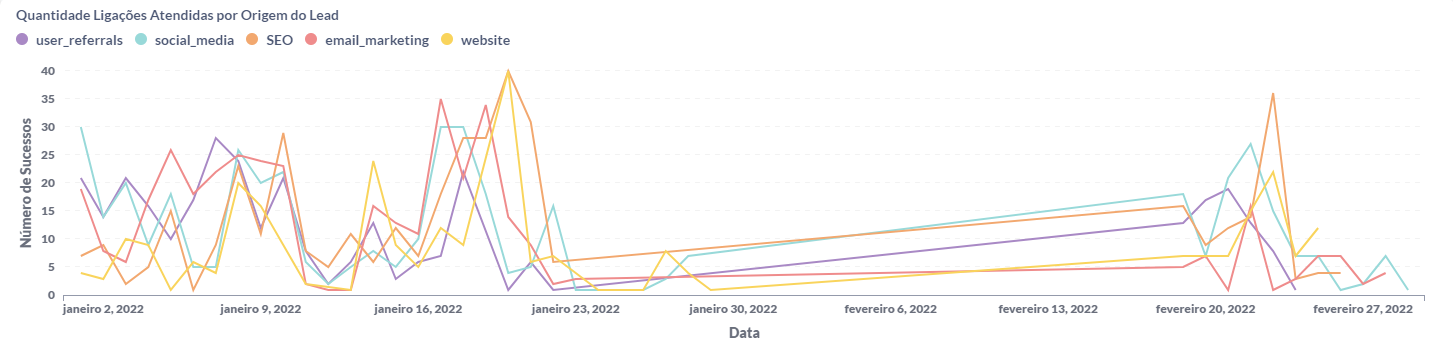 Quantidade Ligações Atendidas por Origem do Lead
user_referrals social_media SEO email_marketing website
Número de Sucessos
40
35
30
25
20
15
10
5
0
janeiro 2, 2022 janeiro 9, 2022 janeiro 16, 2022 janeiro 23, 2022 janeiro 30, 2022 fevereiro 6, 2022 fevereiro 13, 2022 fevereiro 20, 2022 fevereiro 27, 2022
Data